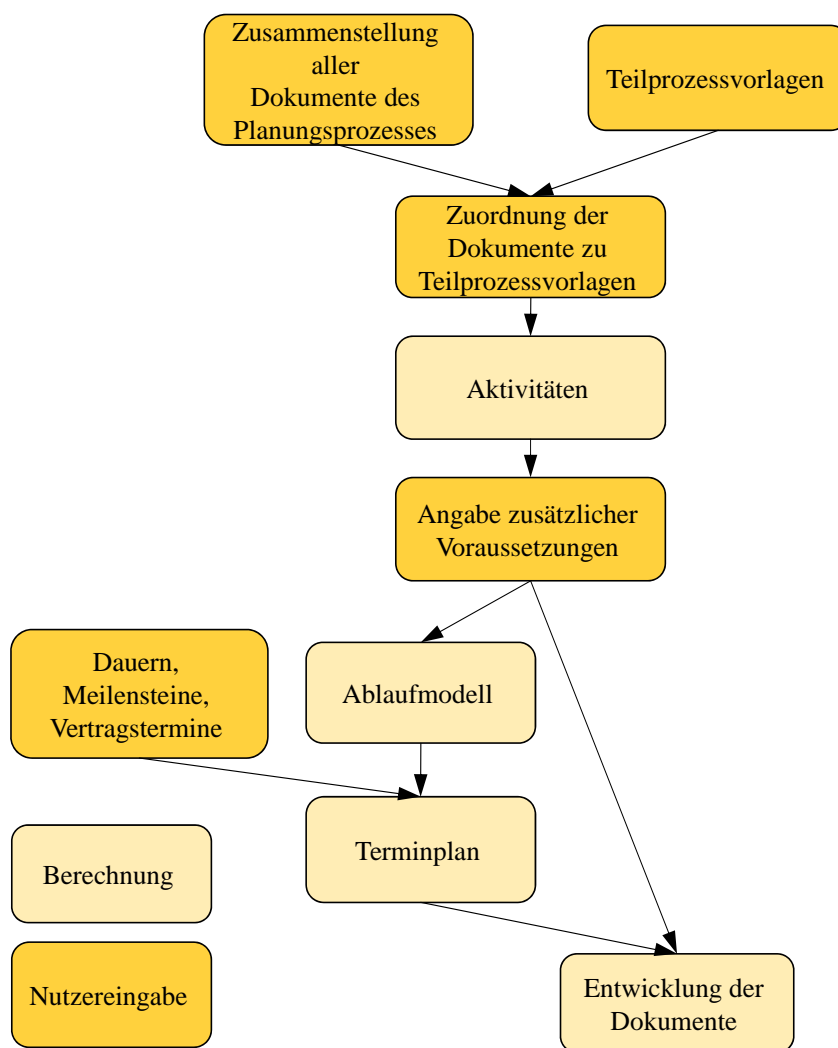 Zusammenstellung
aller
Dokumente des
Planungsprozesses
Teilprozessvorlagen
Zuordnung der
Dokumente zu
Teilprozessvorlagen
Aktivitäten
Angabe zusätzlicher
Voraussetzungen
Dauern,
Meilensteine,
Vertragstermine
Ablaufmodell
Terminplan
Berechnung
Nutzereingabe
Entwicklung der
Dokumente